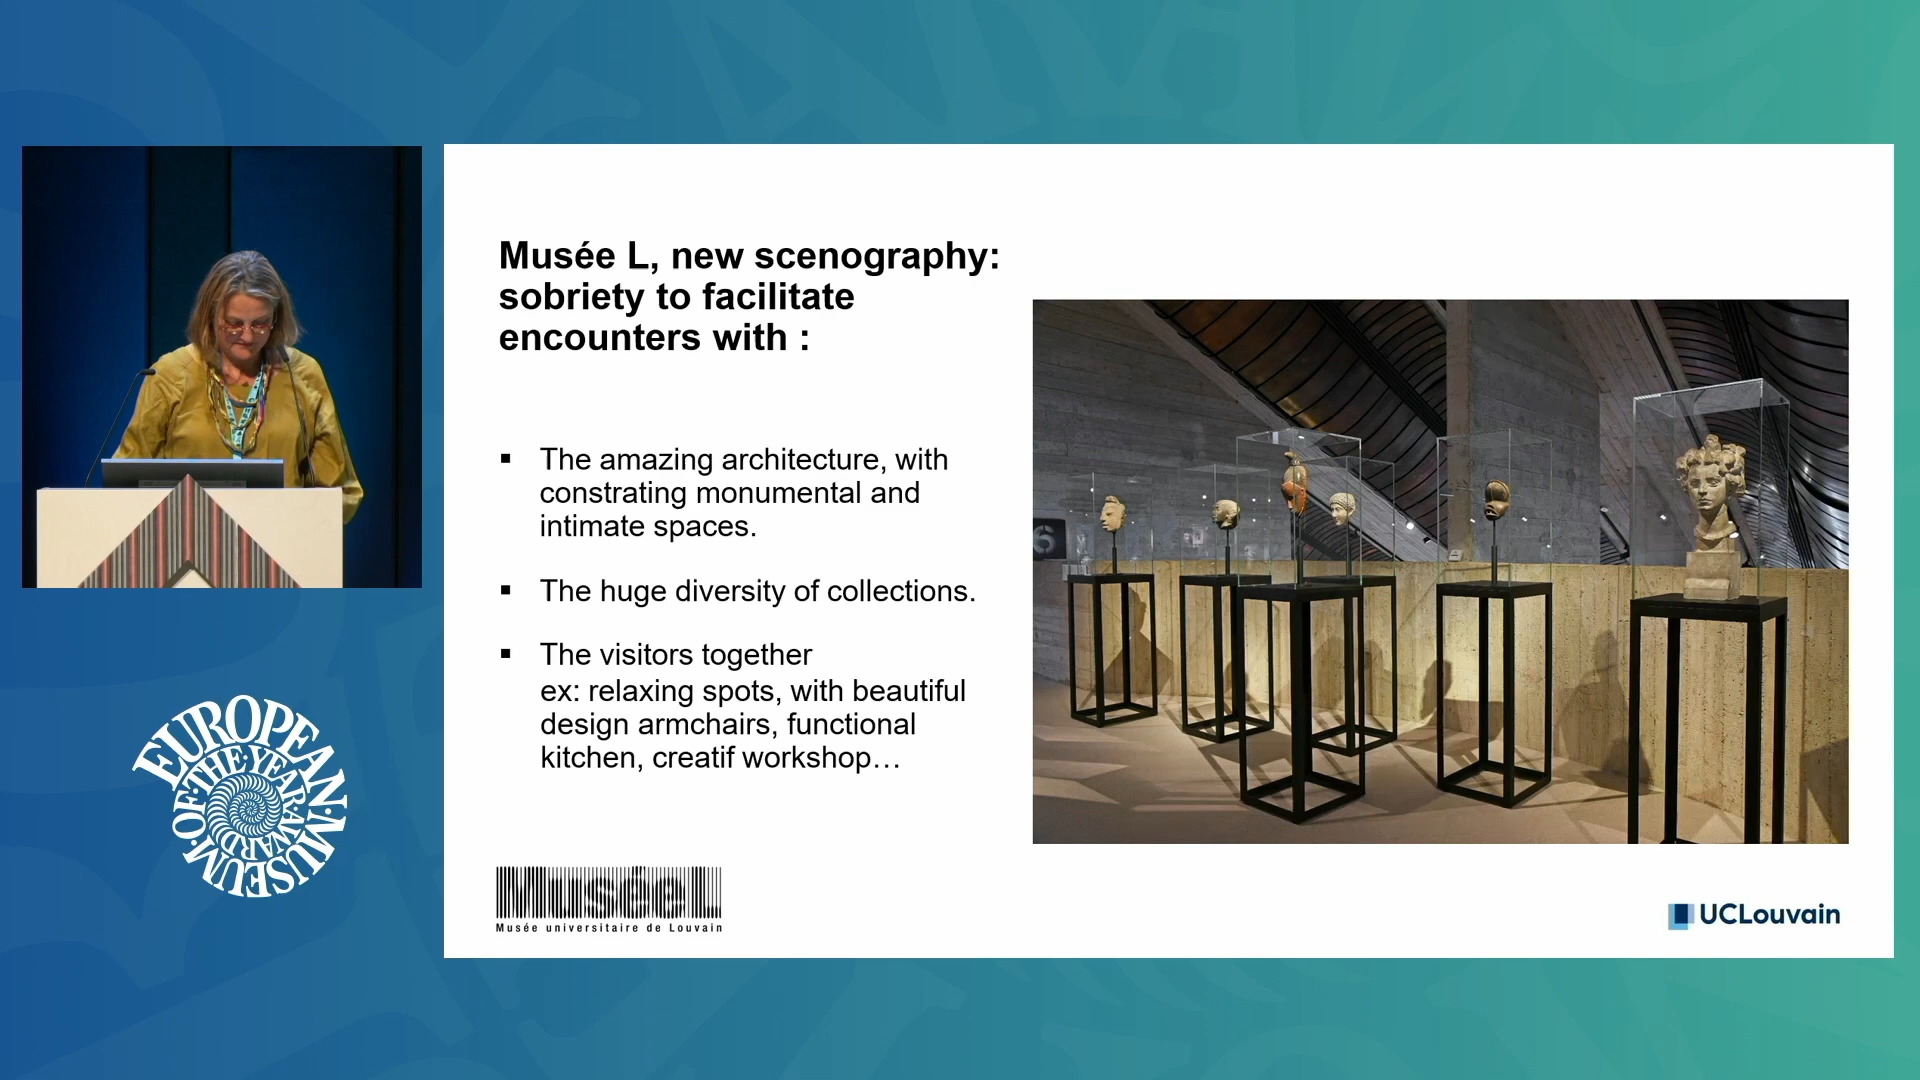 Musée L, new scenography:
sobriety to facilitate
encounters with :
▪ The amazing architecture, with
constrating monumental and
intimate spaces.
▪ The huge diversity of collections.
▪ The visitors together
ex: relaxing spots, with beautiful
design armchairs, functional
kitchen, creatif workshop…
6
EUROPEAN·MUSEUM·OF·THE·YEAR·AWARD
MuséeL
Musée universitaire de Louvain
UCLouvain